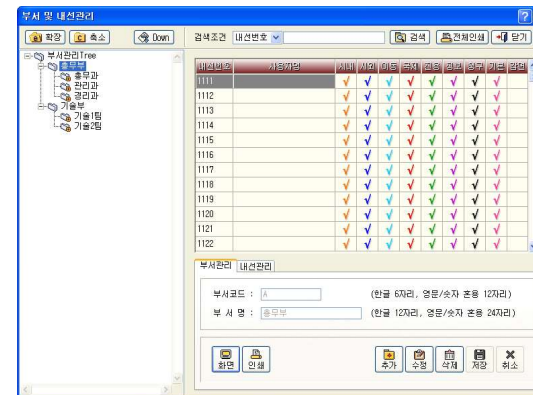 부서 및 내선관리
확장 축소 Down 검색조건 내선번호 검색 전체인쇄 닫기
부서관리Tree
총무부
총무과
관리과
경리과
기술부
기술1팀
기술2팀
내선번호 사용자명 시내 시외 이동 국제 전용 정보 청구 기본
1111 √ √ √ √ √ √ √ √
1112 √ √ √ √ √ √ √ √
1113 √ √ √ √ √ √ √ √
1114 √ √ √ √ √ √ √ √
1115 √ √ √ √ √ √ √ √
1116 √ √ √ √ √ √ √ √
1117 √ √ √ √ √ √ √ √
1118 √ √ √ √ √ √ √ √
1119 √ √ √ √ √ √ √ √
1120 √ √ √ √ √ √ √ √
1121 √ √ √ √ √ √ √ √
1122 √ √ √ √ √ √ √ √
부서관리 내선관리
부서코드 : A (한글 6자리, 영문/숫자 혼용 12자리)
부 서 명 : 총무부 (한글 12자리, 영문/숫자 혼용 24자리)
화면 인쇄 추가 수정 삭제 저장 취소